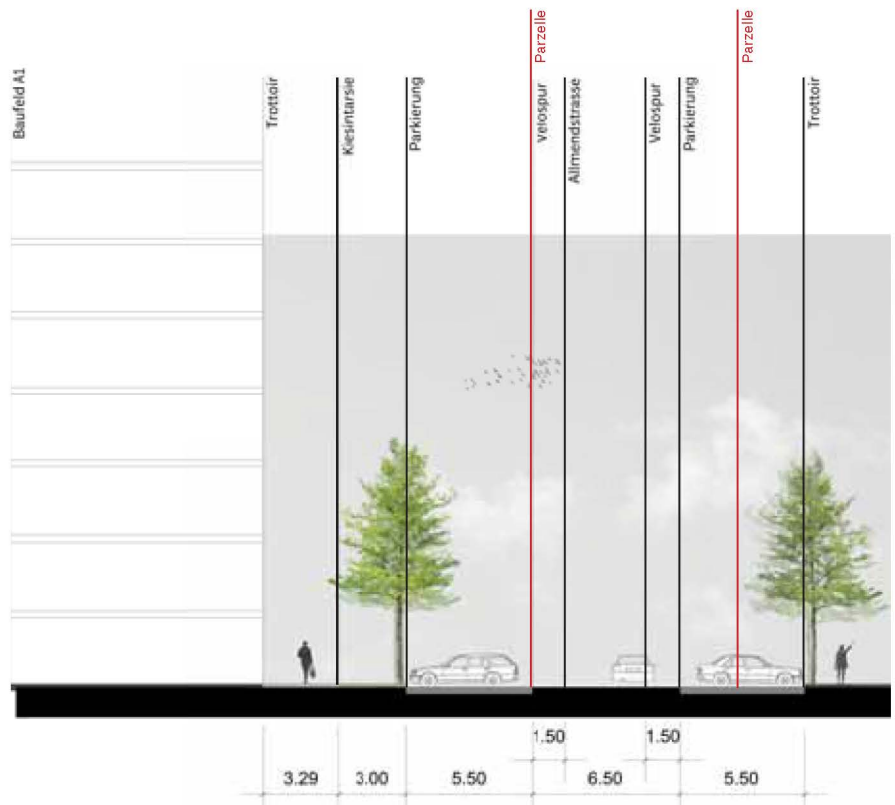 Baufeld A1
Trottoir
Kiesintarsie
Parkierung
Parzelle
Velospur
Allmendstrasse
Velospur
Parkierung
Parzelle
Trottoir
1.50
1.50
3.29
3.00
5.50
6.50
5.50